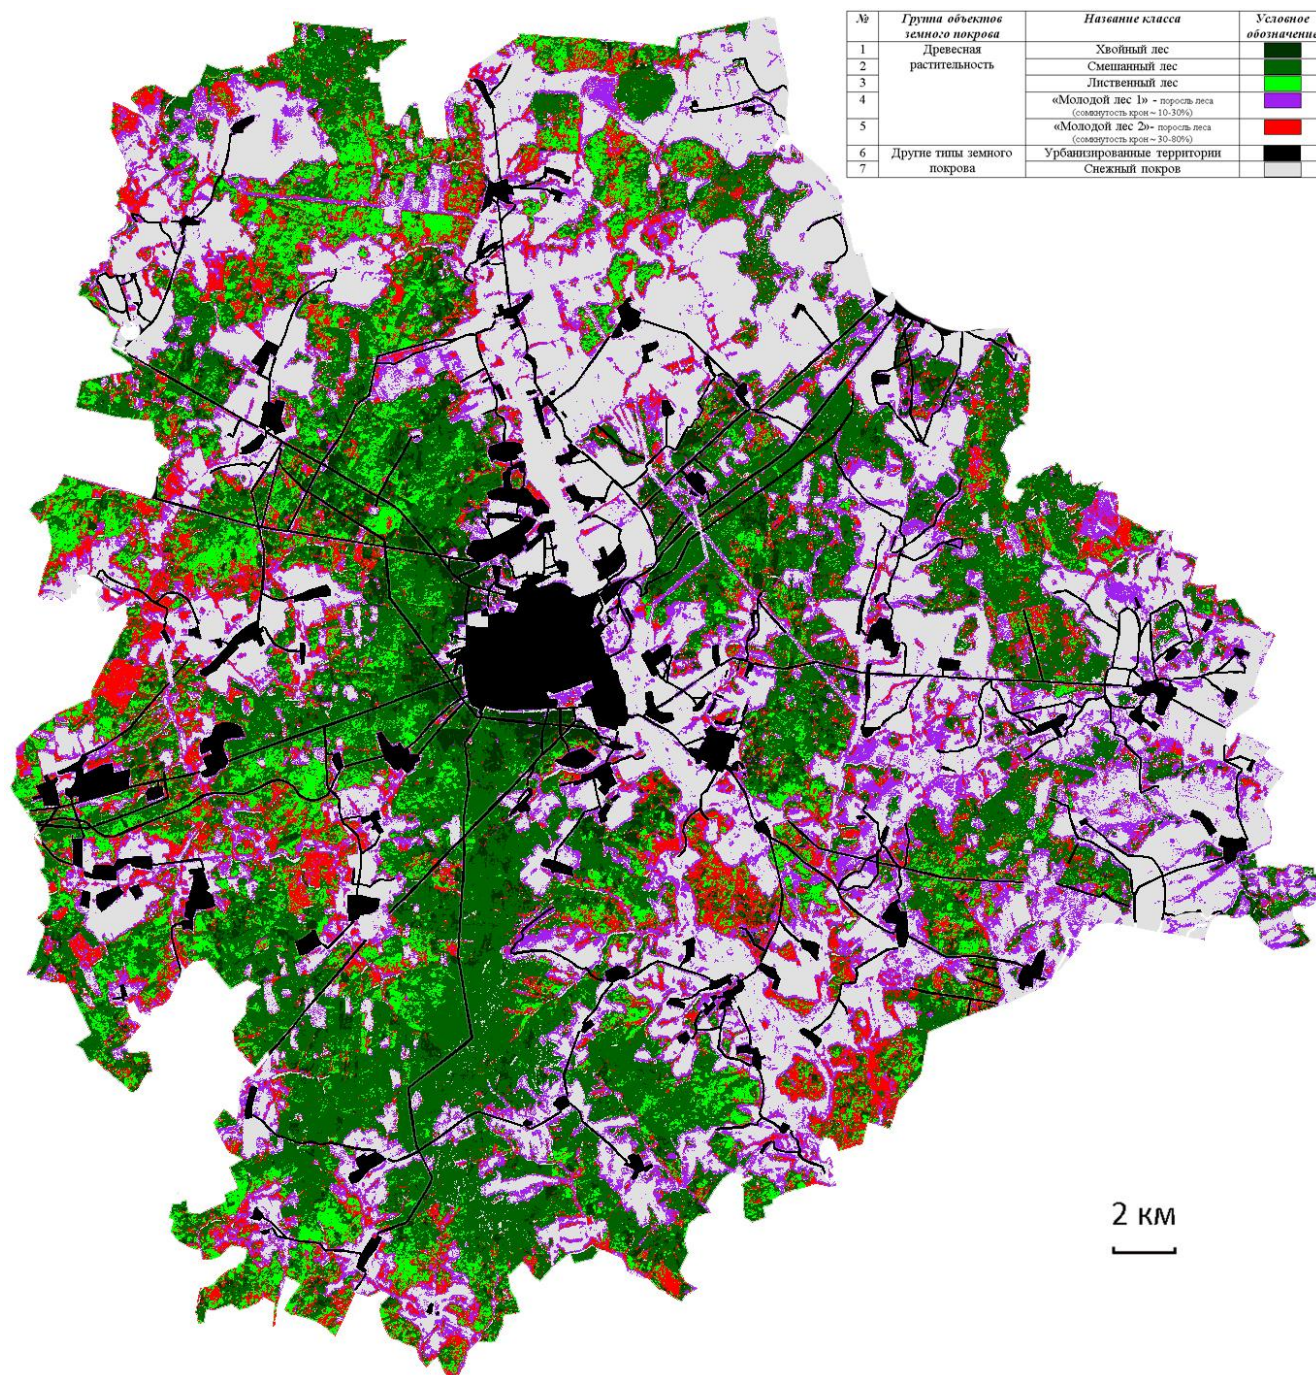 № Группа объектов земного покрова Название класса Условное обозначение
1 Древесная растительность Хвойный лес
2 Смешанный лес
3 Лиственный лес
4 «Молодой лес 1» - поросль леса
(сомкнутость крон ~ 10-30%)
5 «Молодой лес 2»- поросль леса
(сомкнутость крон ~ 30-80%)
6 Другие типы земного покрова Урбанизированные территории
7 Снежный покров
2 км